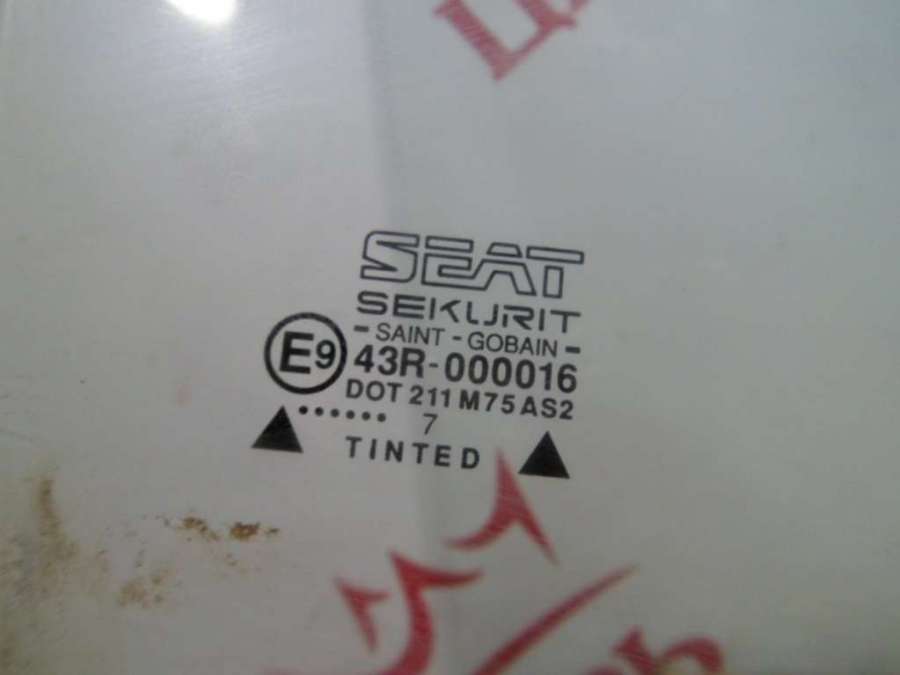 SEAT
SEKURIT
- SAINT - GOBAIN -
E9 43R-000016
DOT 211 M75 AS2
...... 7
TINTED